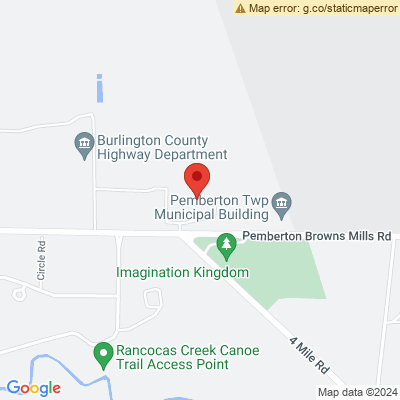 Map error: g.co/staticmaperror
Burlington County
Highway Department
Pemberton Twp
Municipal Building
Pemberton Browns Mills Rd
Circle Rd
Imagination Kingdom
4 Mile Rd
Rancocas Creek Canoe
Trail Access Point
Google
Map data ©2024